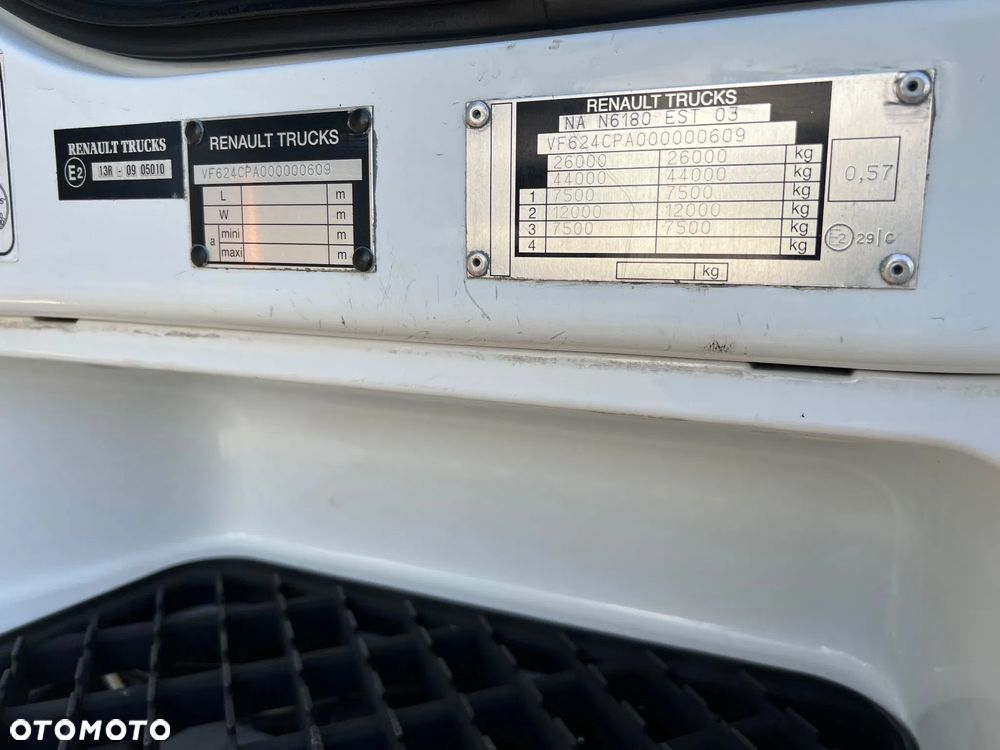 RENAULT TRUCKS
E2 13R - 09 05010
RENAULT TRUCKS
VF624CPA000000609
L m
W m
a mini m
maxi m
RENAULT TRUCKS
NA N6180 EST 03
VF624CPA000000609
26000 26000 kg
44000 44000 kg
1 7500 7500 kg
2 12000 12000 kg
3 7500 7500 kg
4 kg
kg
0,57
E2 29/C
OTOMOTO